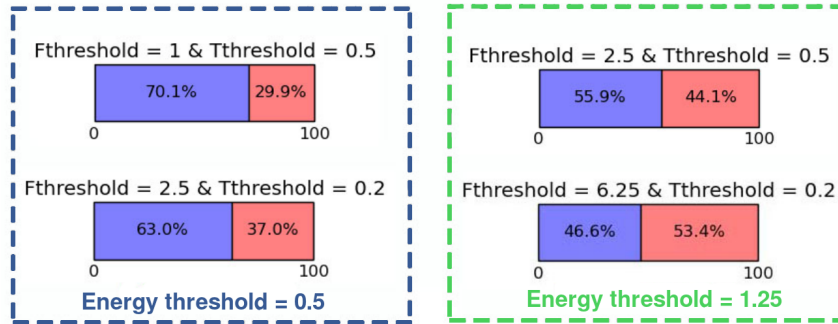 Fthreshold = 1 & Tthreshold = 0.5
70.1% 29.9%
0 100
Fthreshold = 2.5 & Tthreshold = 0.2
63.0% 37.0%
0 100
Energy threshold = 0.5
Fthreshold = 2.5 & Tthreshold = 0.5
55.9% 44.1%
0 100
Fthreshold = 6.25 & Tthreshold = 0.2
46.6% 53.4%
0 100
Energy threshold = 1.25